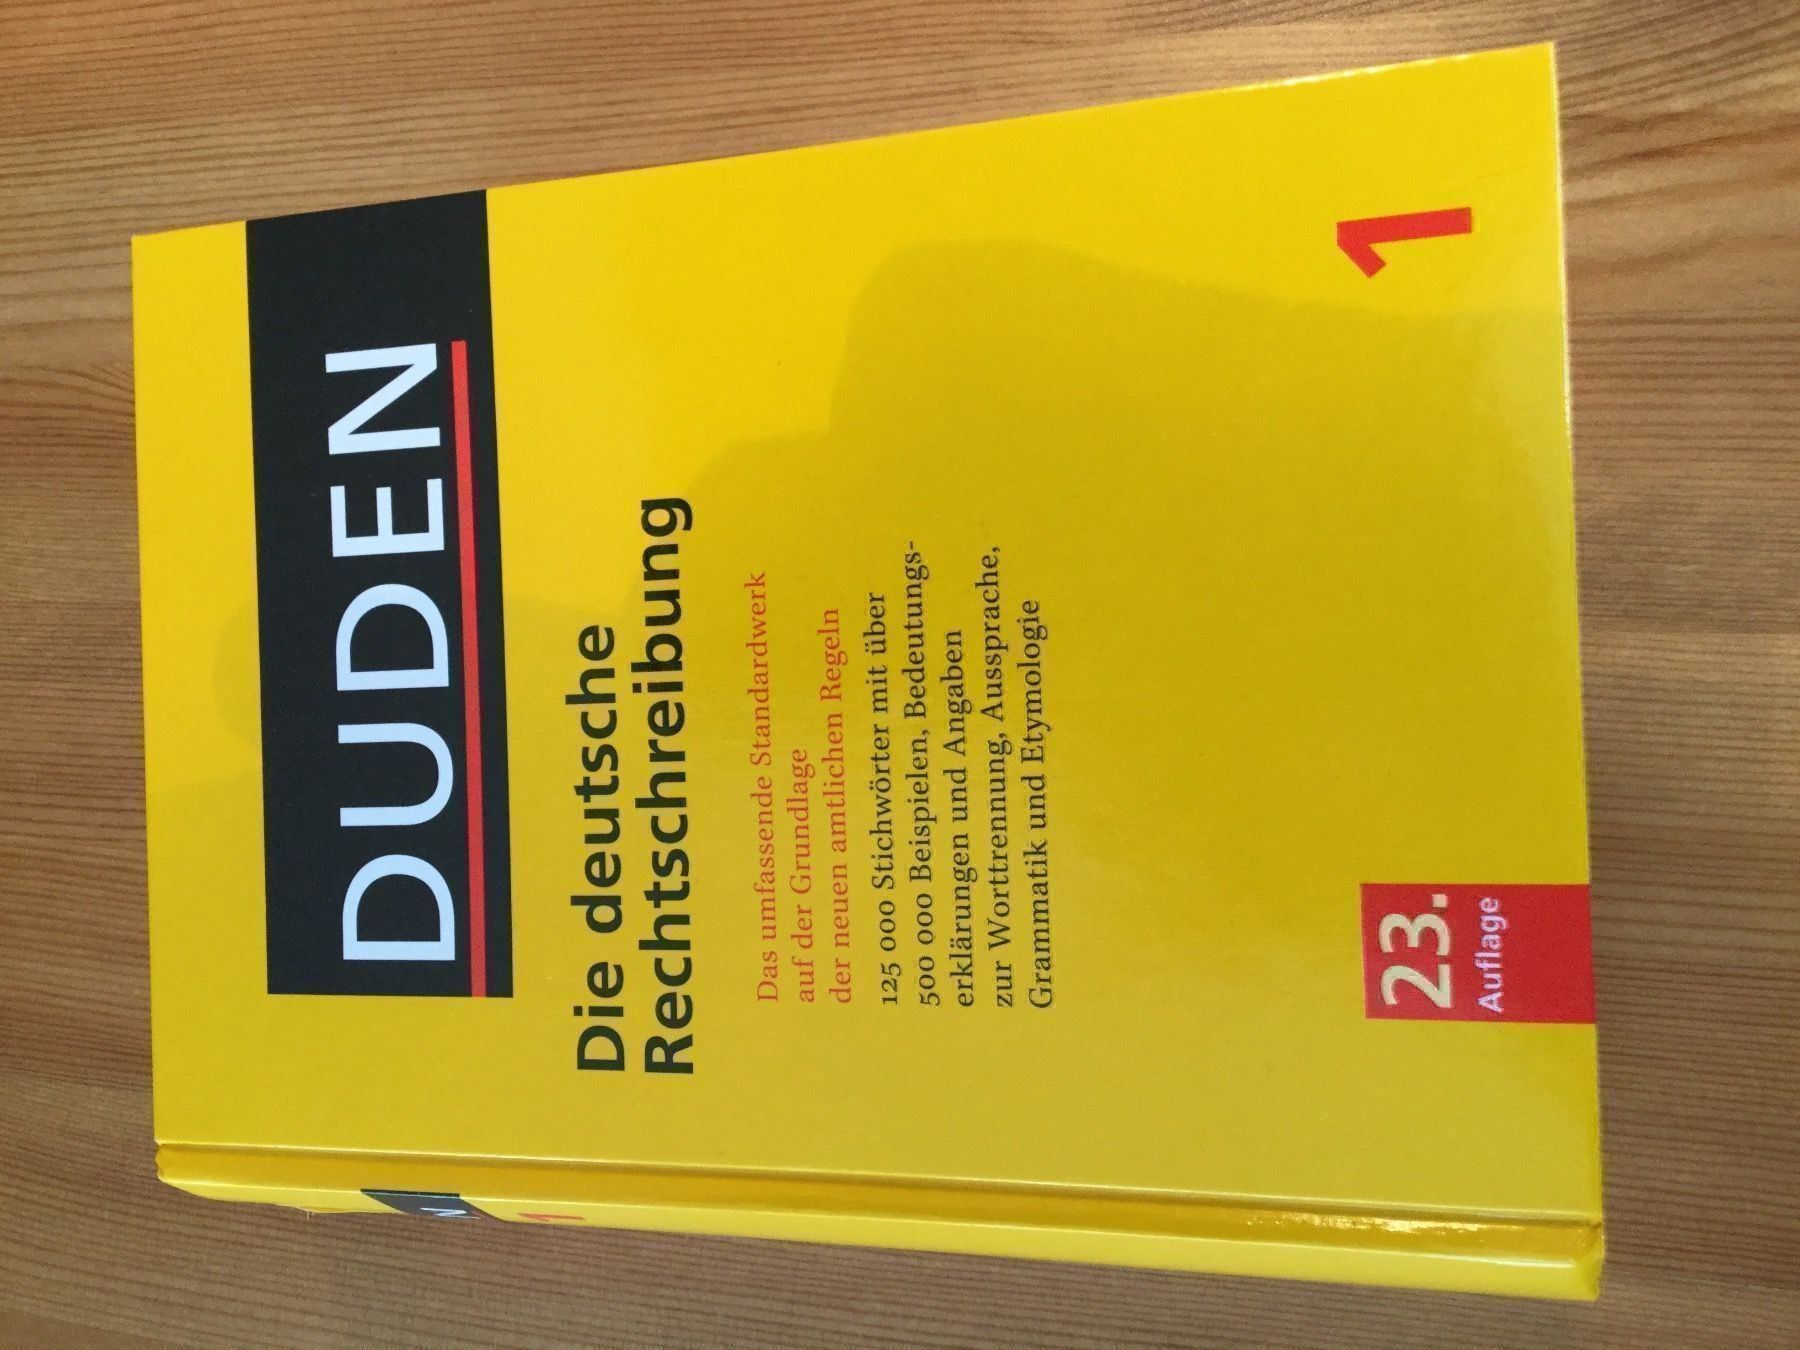 DUDEN
Die deutsche
Rechtschreibung
Das umfassende Standardwerk
auf der Grundlage
der neuen amtlichen Regeln
125 000 Stichwörter mit über
500 000 Beispielen, Bedeutungs-
erklärungen und Angaben
zur Worttrennung, Aussprache,
Grammatik und Etymologie
23.
Auflage
1
N
1